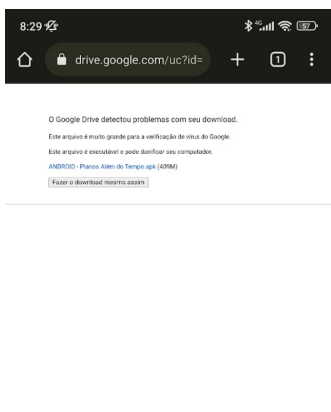 8:29
4G
57
drive.google.com/uc?id=
1
O Google Drive detectou problemas com seu download.
Este arquivo é muito grande para a verificação de vírus do Google.
Este arquivo é executável e pode danificar seu computador.
ANDROID - Planos Além do Tempo.apk (409M)
Fazer o download mesmo assim